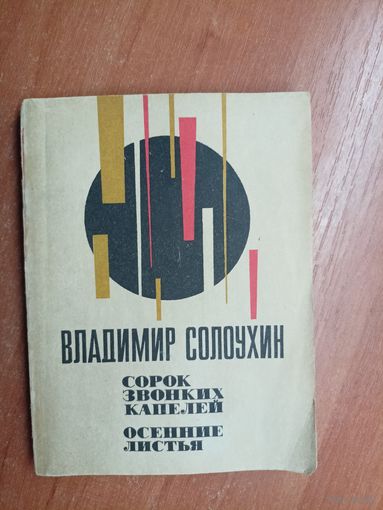 ВЛАДИМИР СОЛОУХИН
СОРОК
ЗВОНКИХ
КАПЕЛЕЙ
ОСЕННИЕ
ЛИСТЬЯ